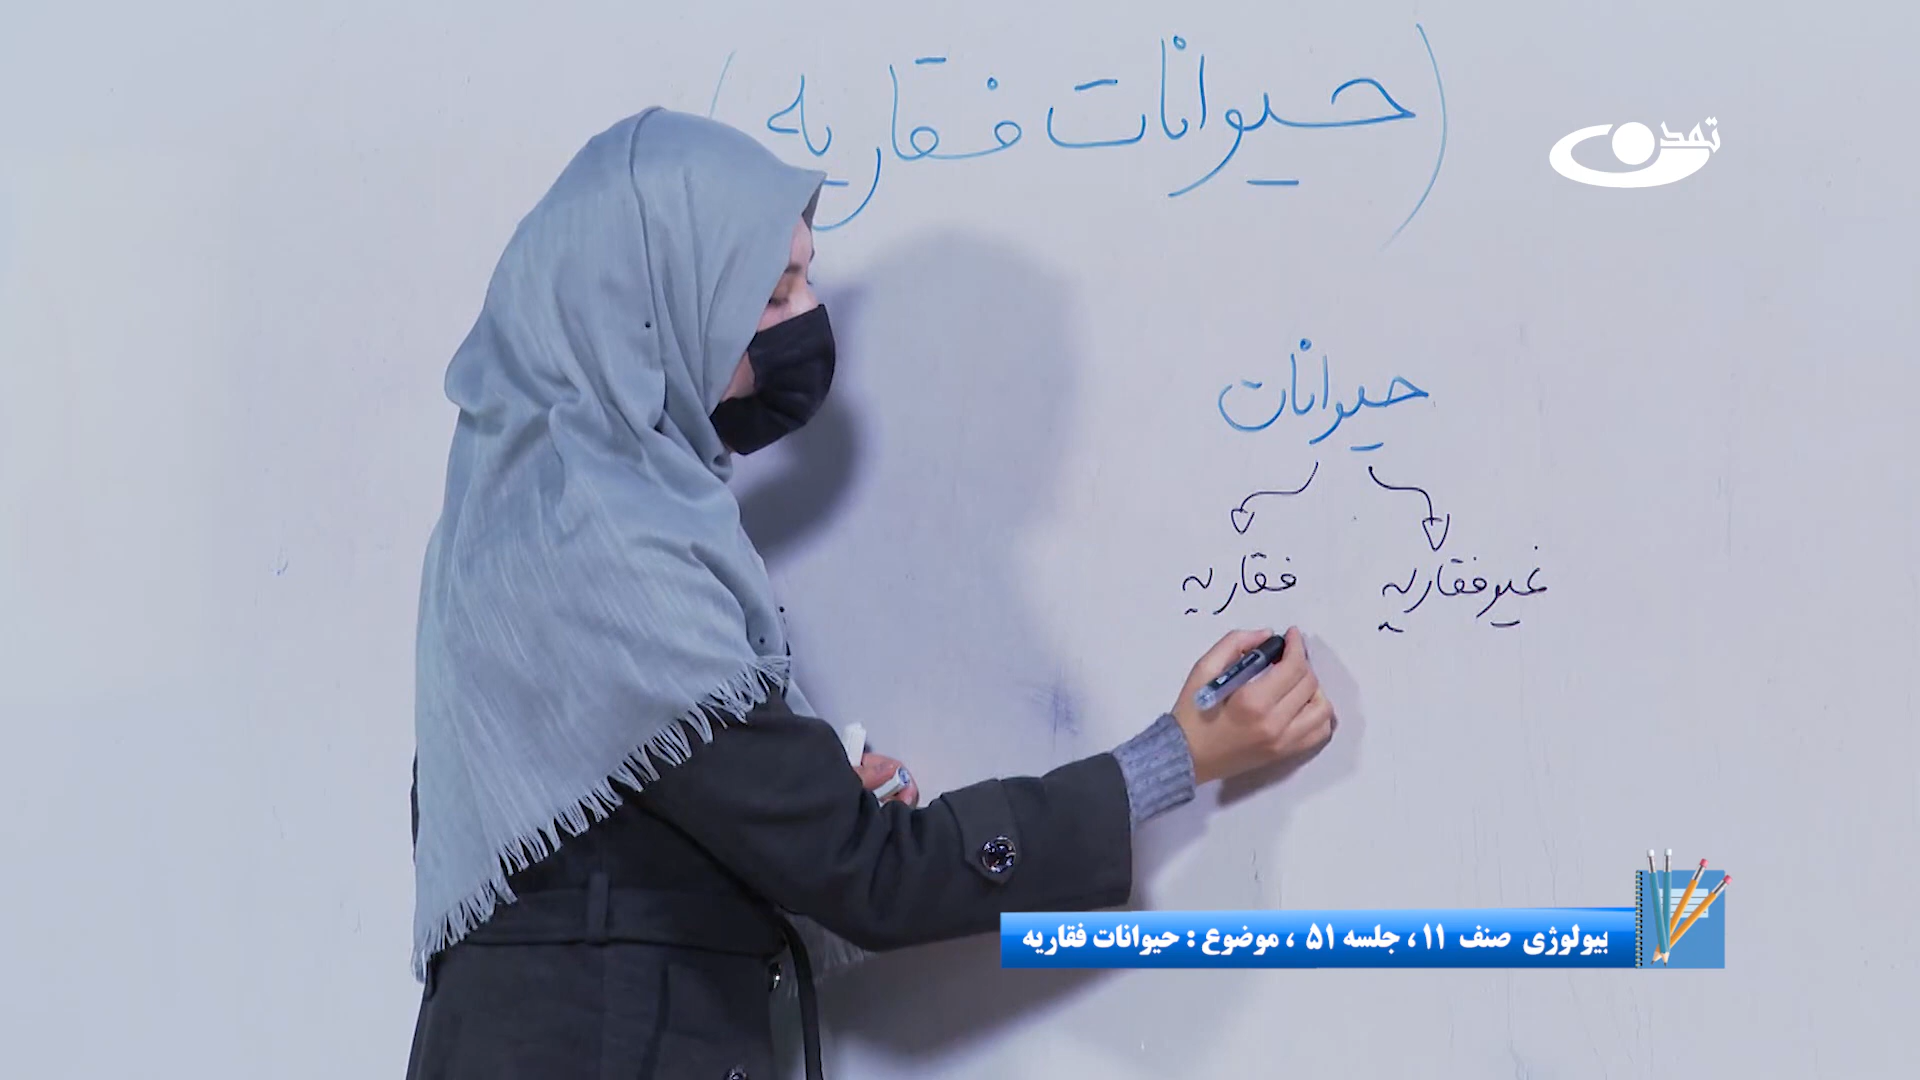 (حیوانات فقاریه)
تمدن
حیوانات
غیرفقاریه
فقاریه
بیولوژی صنف ۱۱، جلسه ۵۱ ، موضوع : حیوانات فقاریه